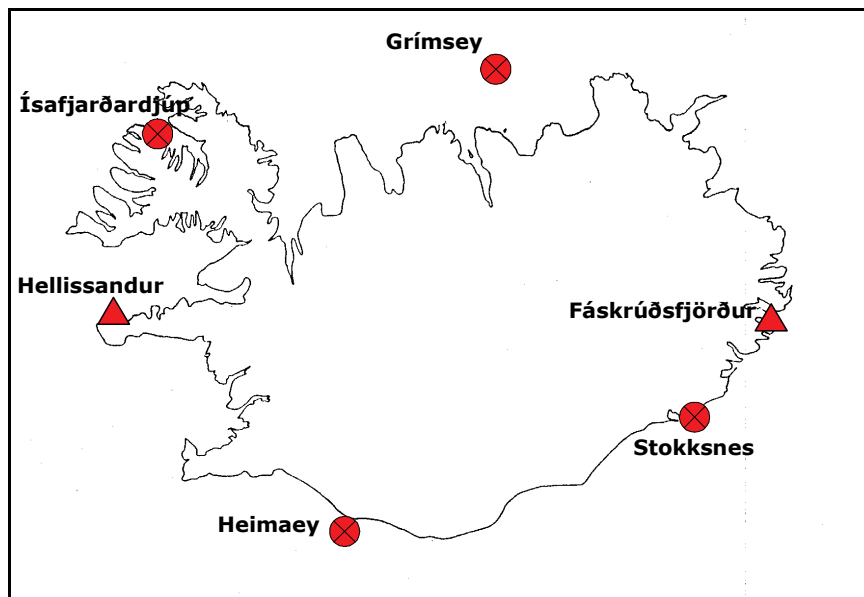 Grímsey
Ísafjarðardjúp
Hellissandur
Fáskrúðsfjörður
Stokksnes
Heimaey